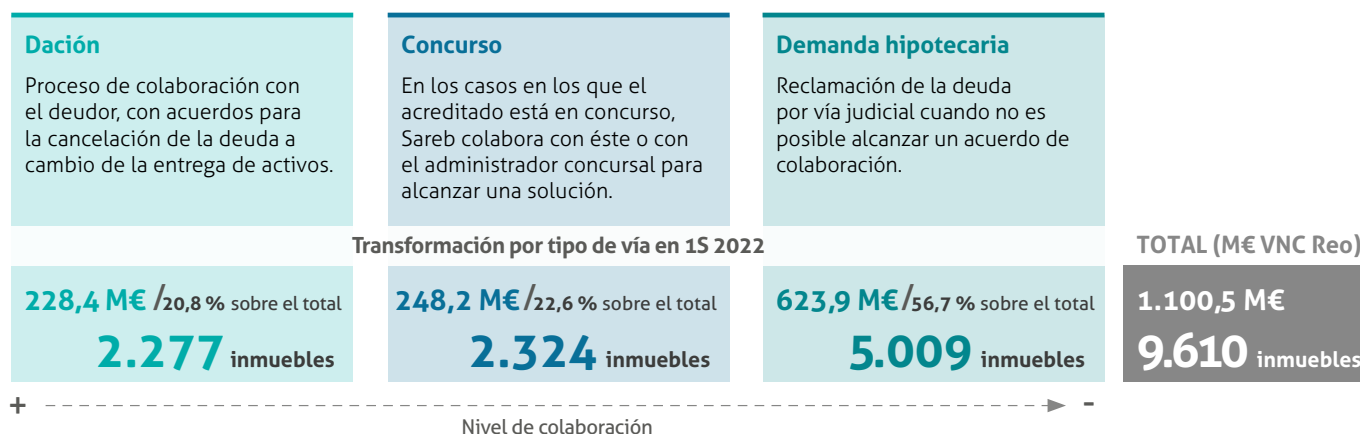 Dación
Proceso de colaboración con
el deudor, con acuerdos para
la cancelación de la deuda a
cambio de la entrega de activos.
Concurso
En los casos en los que el
acreditado está en concurso,
Sareb colabora con éste o con
el administrador concursal para
alcanzar una solución.
Demanda hipotecaria
Reclamación de la deuda
por vía judicial cuando no es
posible alcanzar un acuerdo de
colaboración.
Transformación por tipo de vía en 1S 2022
TOTAL (M€ VNC Reo)
228,4 M€ /20,8 % sobre el total
2.277 inmuebles
248,2 M€/22,6 % sobre el total
2.324 inmuebles
623,9 M€/56,7 % sobre el total
5.009 inmuebles
1.100,5 M€
9.610 inmuebles
+ -
Nivel de colaboración